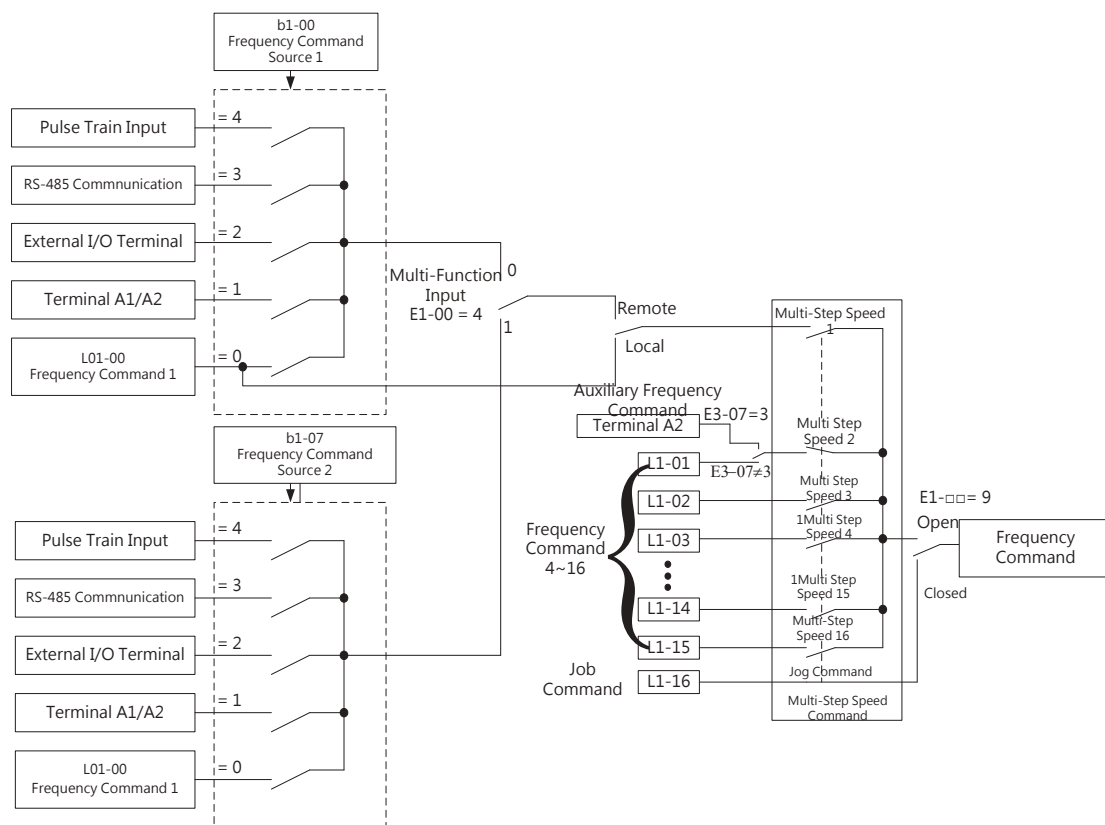 b1-00
Frequency Command
Source 1
Pulse Train Input
= 4
RS-485 Commnunication
= 3
External I/O Terminal
= 2
Terminal A1/A2
= 1
L01-00
Frequency Command 1
= 0
b1-07
Frequency Command
Source 2
Pulse Train Input
= 4
RS-485 Commnunication
= 3
External I/O Terminal
= 2
Terminal A1/A2
= 1
L01-00
Frequency Command 1
= 0
Multi-Function
Input
E1-00 = 4
0
1
Remote
Local
Auxiliary Frequency
Command
Terminal A2
E3-07=3
E3-07≠3
Frequency
Command
4~16
L1-01
L1-02
L1-03
L1-14
L1-15
Job
Command
L1-16
Multi-Step Speed
1
Multi Step
Speed 2
Multi Step
Speed 3
1Multi Step
Speed 4
1Multi Step
Speed 15
Multi-Step
Speed 16
Jog Command
Multi-Step Speed
Command
E1-□□= 9
Open
Closed
Frequency
Command